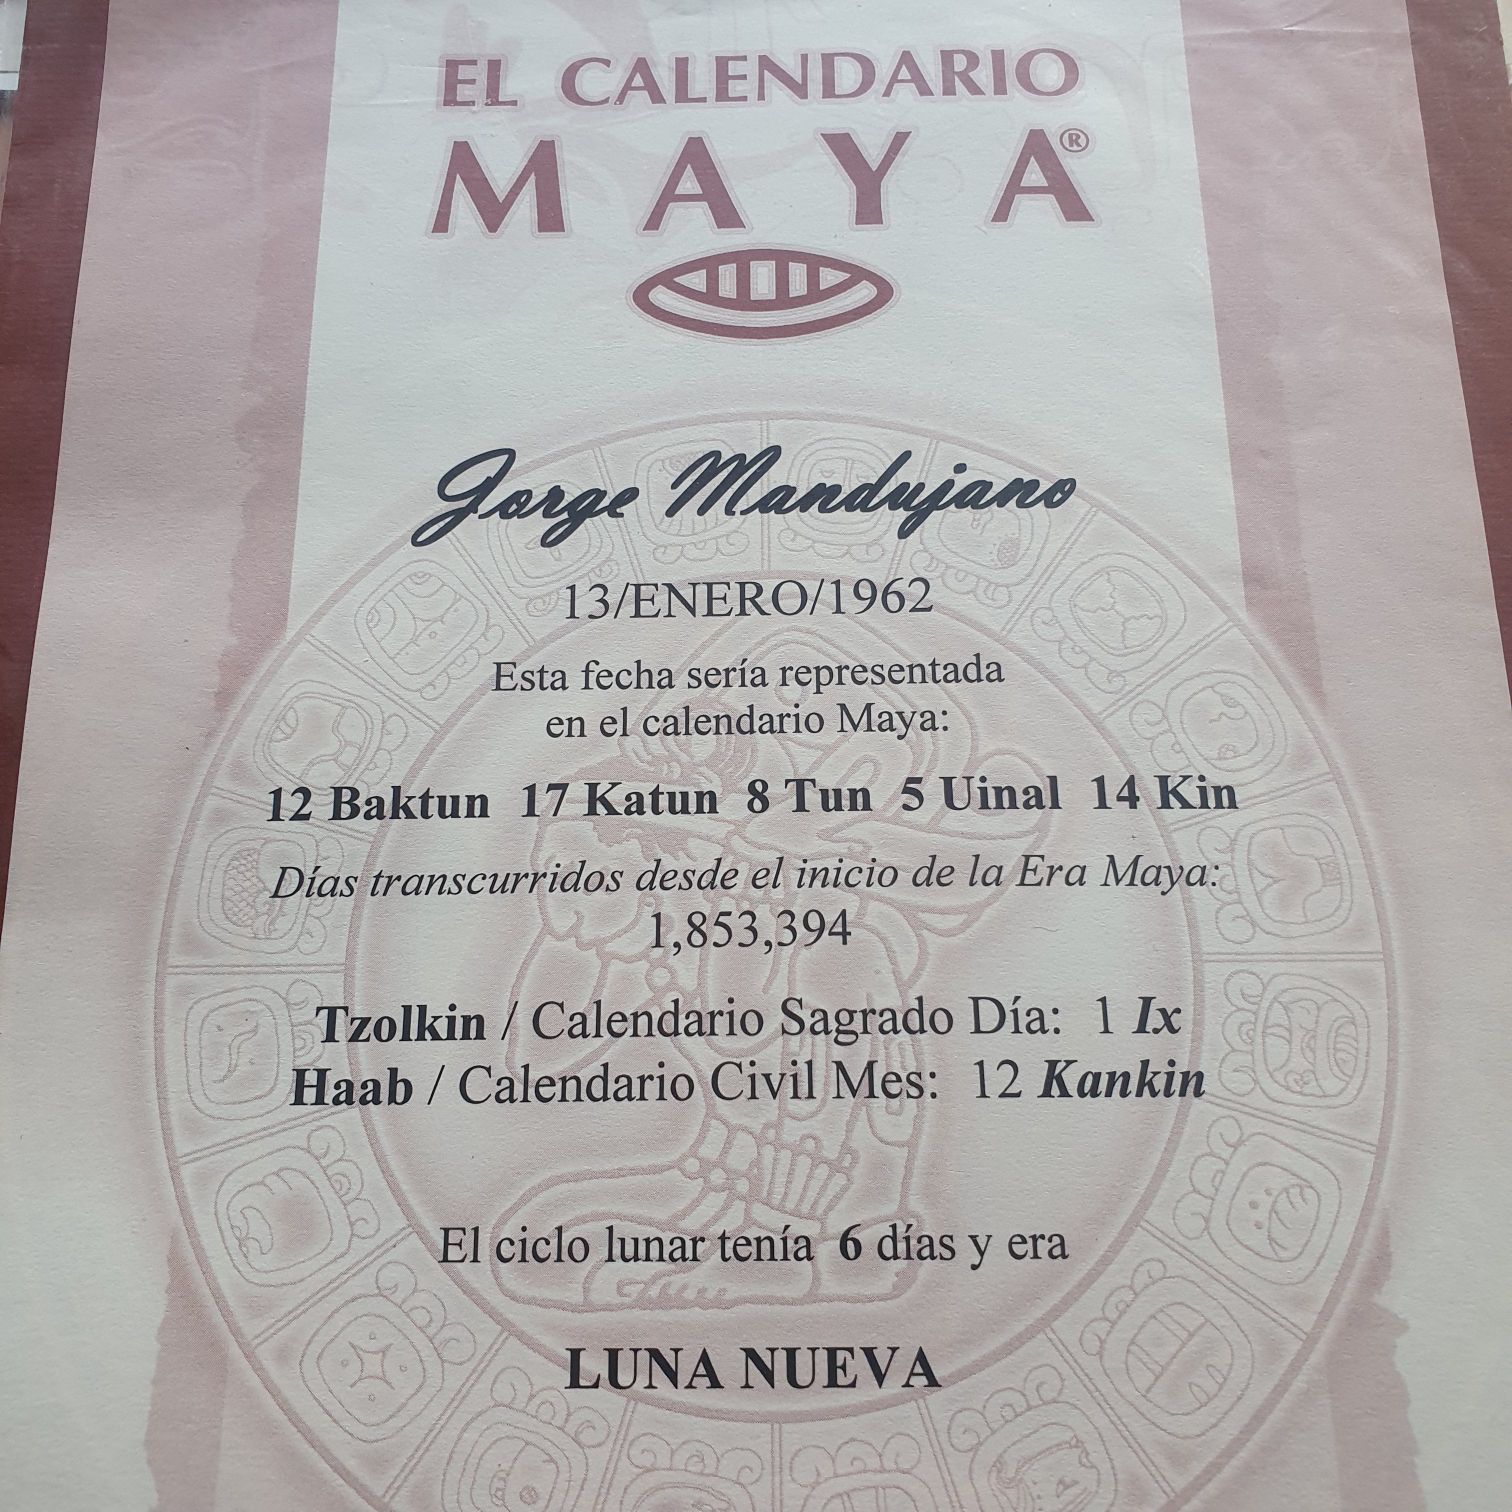 EL CALENDARIO
MAYA®
Jorge Mandujano
13/ENERO/1962
Esta fecha sería representada
en el calendario Maya:
12 Baktun 17 Katun 8 Tun 5 Uinal 14 Kin
Días transcurridos desde el inicio de la Era Maya:
1,853,394
Tzolkin / Calendario Sagrado Día: 1 Ix
Haab / Calendario Civil Mes: 12 Kankin
El ciclo lunar tenía 6 días y era
LUNA NUEVA